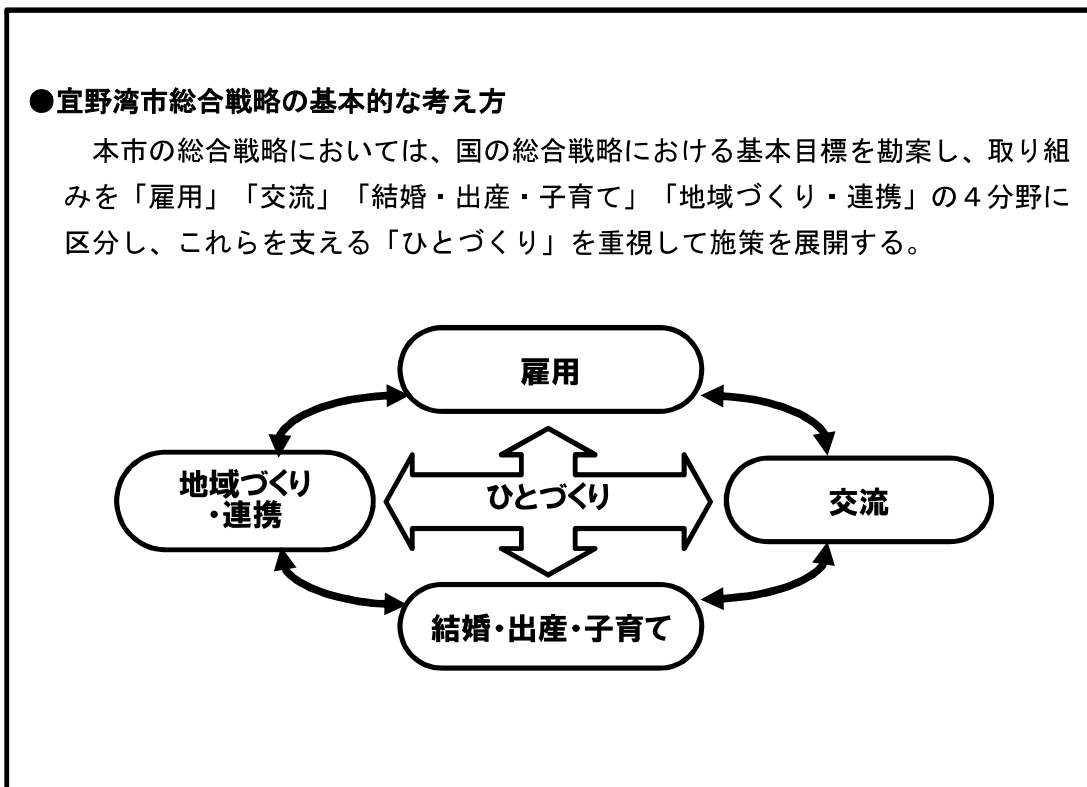 ●宜野湾市総合戦略の基本的な考え方
本市の総合戦略においては、国の総合戦略における基本目標を勘案し、取り組
みを「雇用」「交流」「結婚・出産・子育て」「地域づくり・連携」の４分野に
区分し、これらを支える「ひとづくり」を重視して施策を展開する。
雇用
地域づくり
・連携
ひとづくり
交流
結婚・出産・子育て